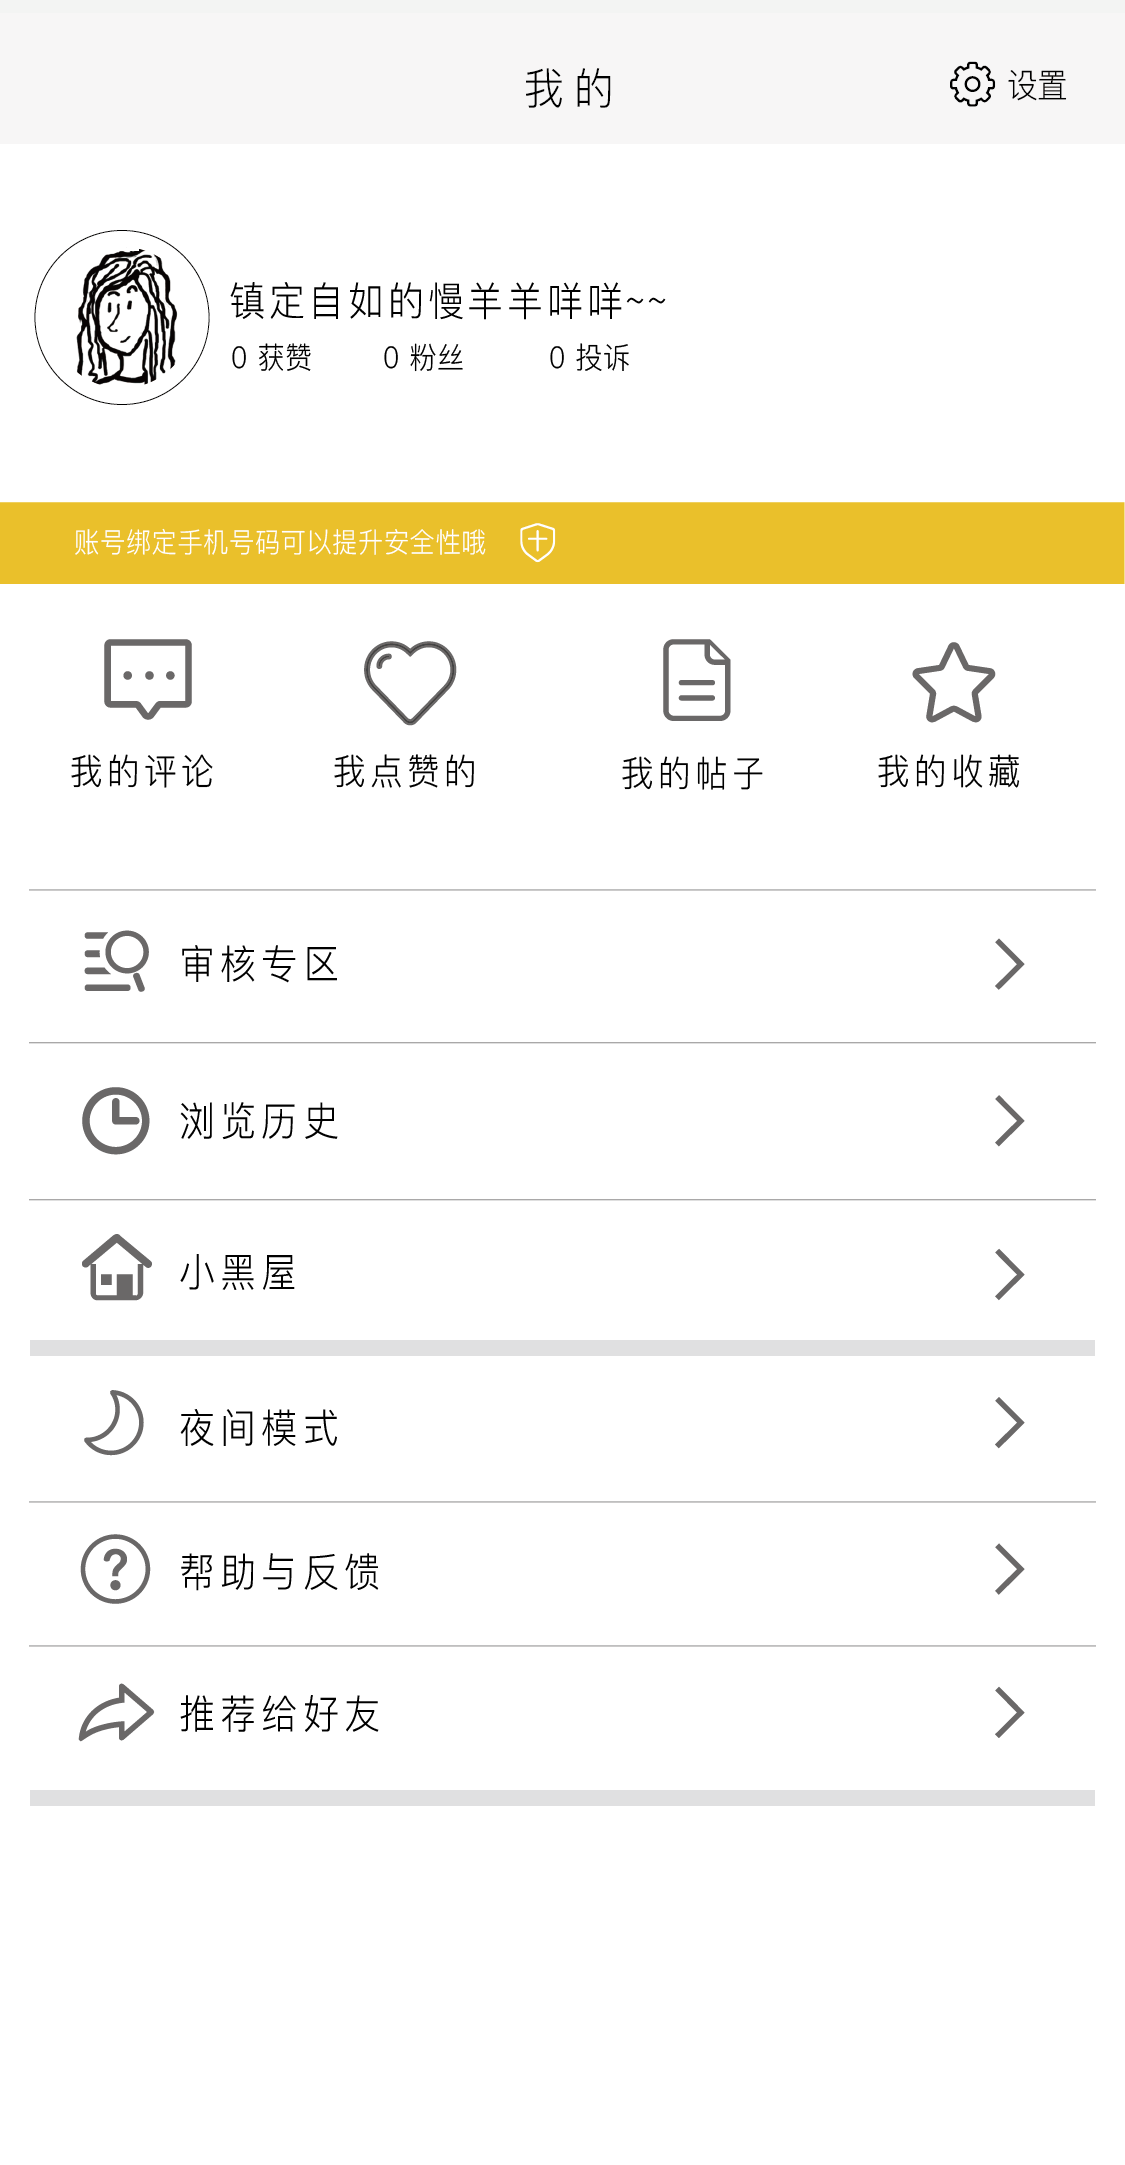 我的
设置
镇定自如的慢羊羊咩咩~~
0 获赞 0 粉丝 0 投诉
账号绑定手机号码可以提升安全性哦
我的评论 我点赞的 我的帖子 我的收藏
审核专区
浏览历史
小黑屋
夜间模式
帮助与反馈
推荐给好友